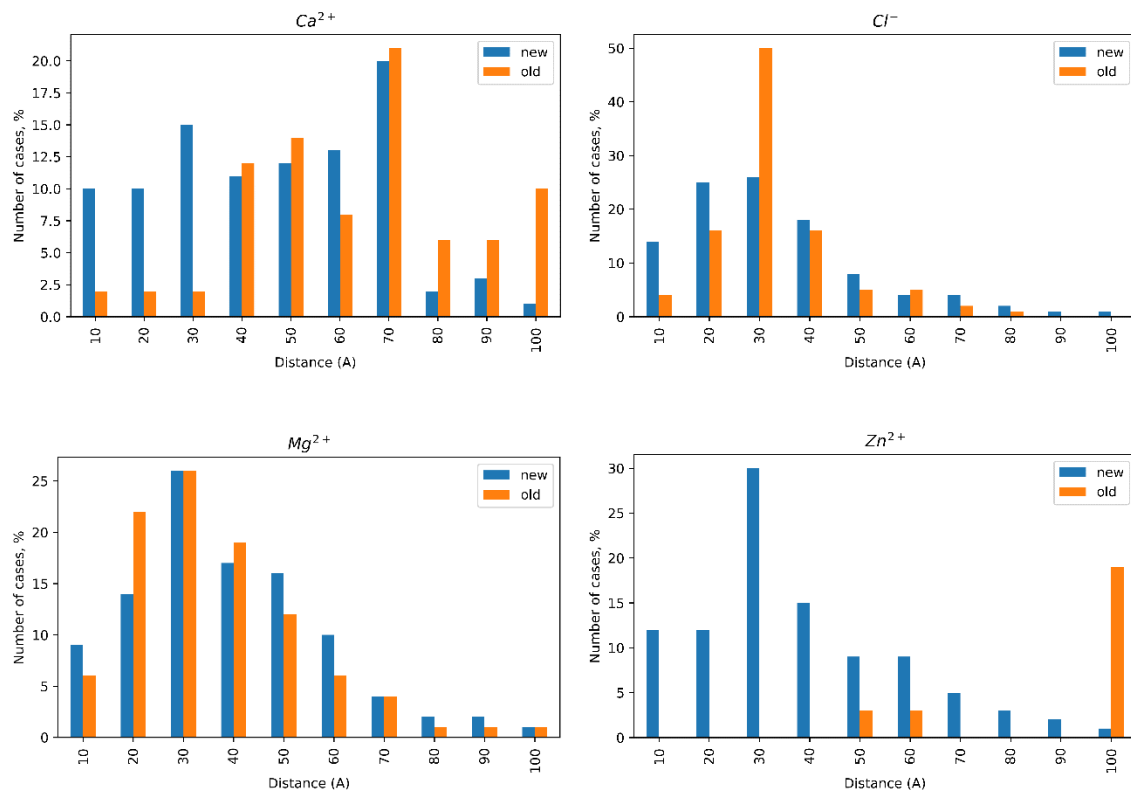 Ca²⁺
new
old
20.0
17.5
15.0
12.5
10.0
7.5
5.0
2.5
0.0
Number of cases, %
10 20 30 40 50 60 70 80 90 100
Distance (A)
Cl⁻
new
old
50
40
30
20
10
0
Number of cases, %
10 20 30 40 50 60 70 80 90 100
Distance (A)
Mg²⁺
new
old
25
20
15
10
5
0
Number of cases, %
10 20 30 40 50 60 70 80 90 100
Distance (A)
Zn²⁺
new
old
30
25
20
15
10
5
0
Number of cases, %
10 20 30 40 50 60 70 80 90 100
Distance (A)